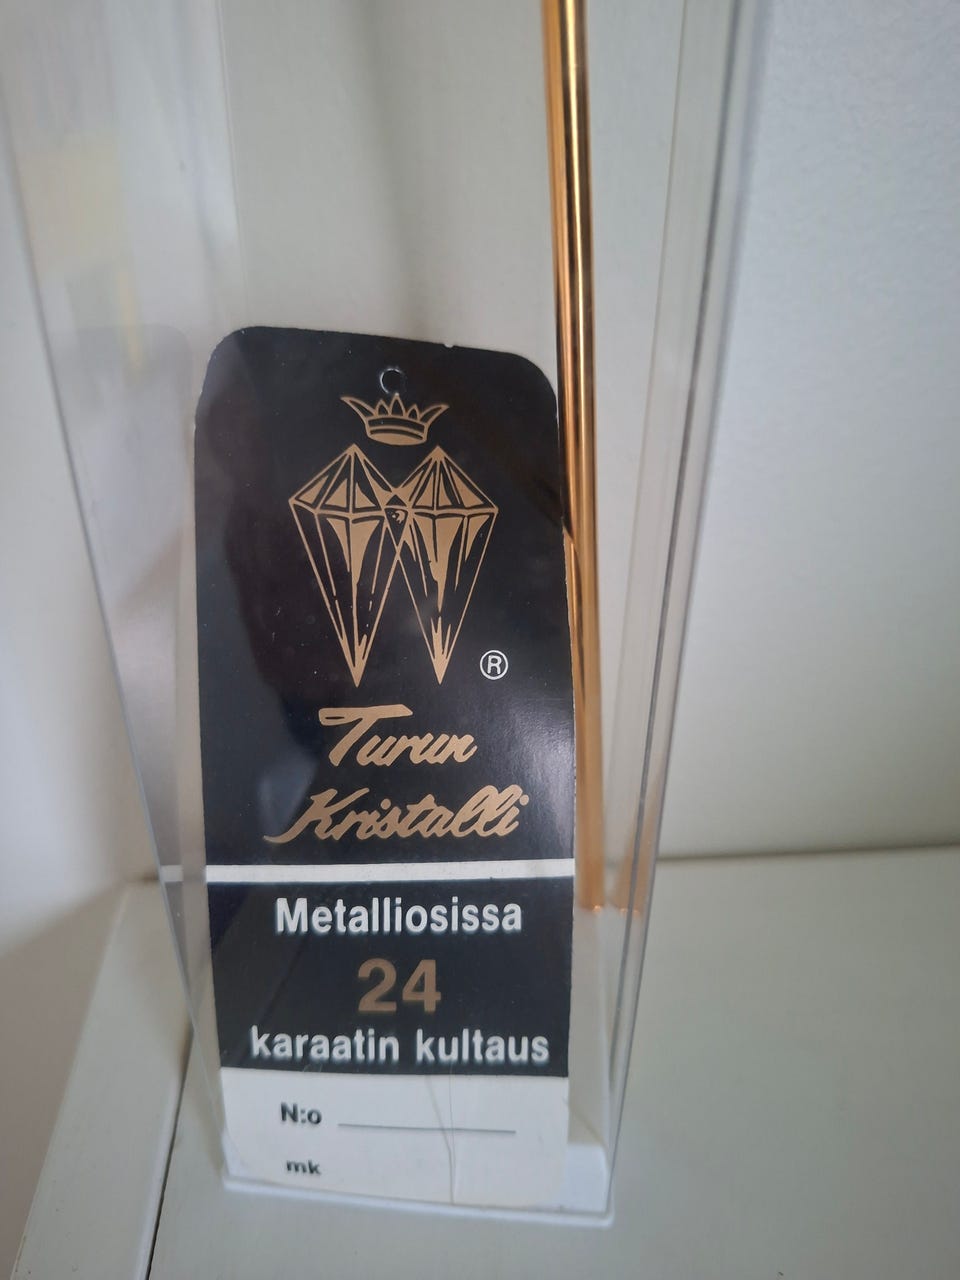 ®
Turun
Kristalli
Metalliosissa
24
karaatin kultaus
N:o
mk